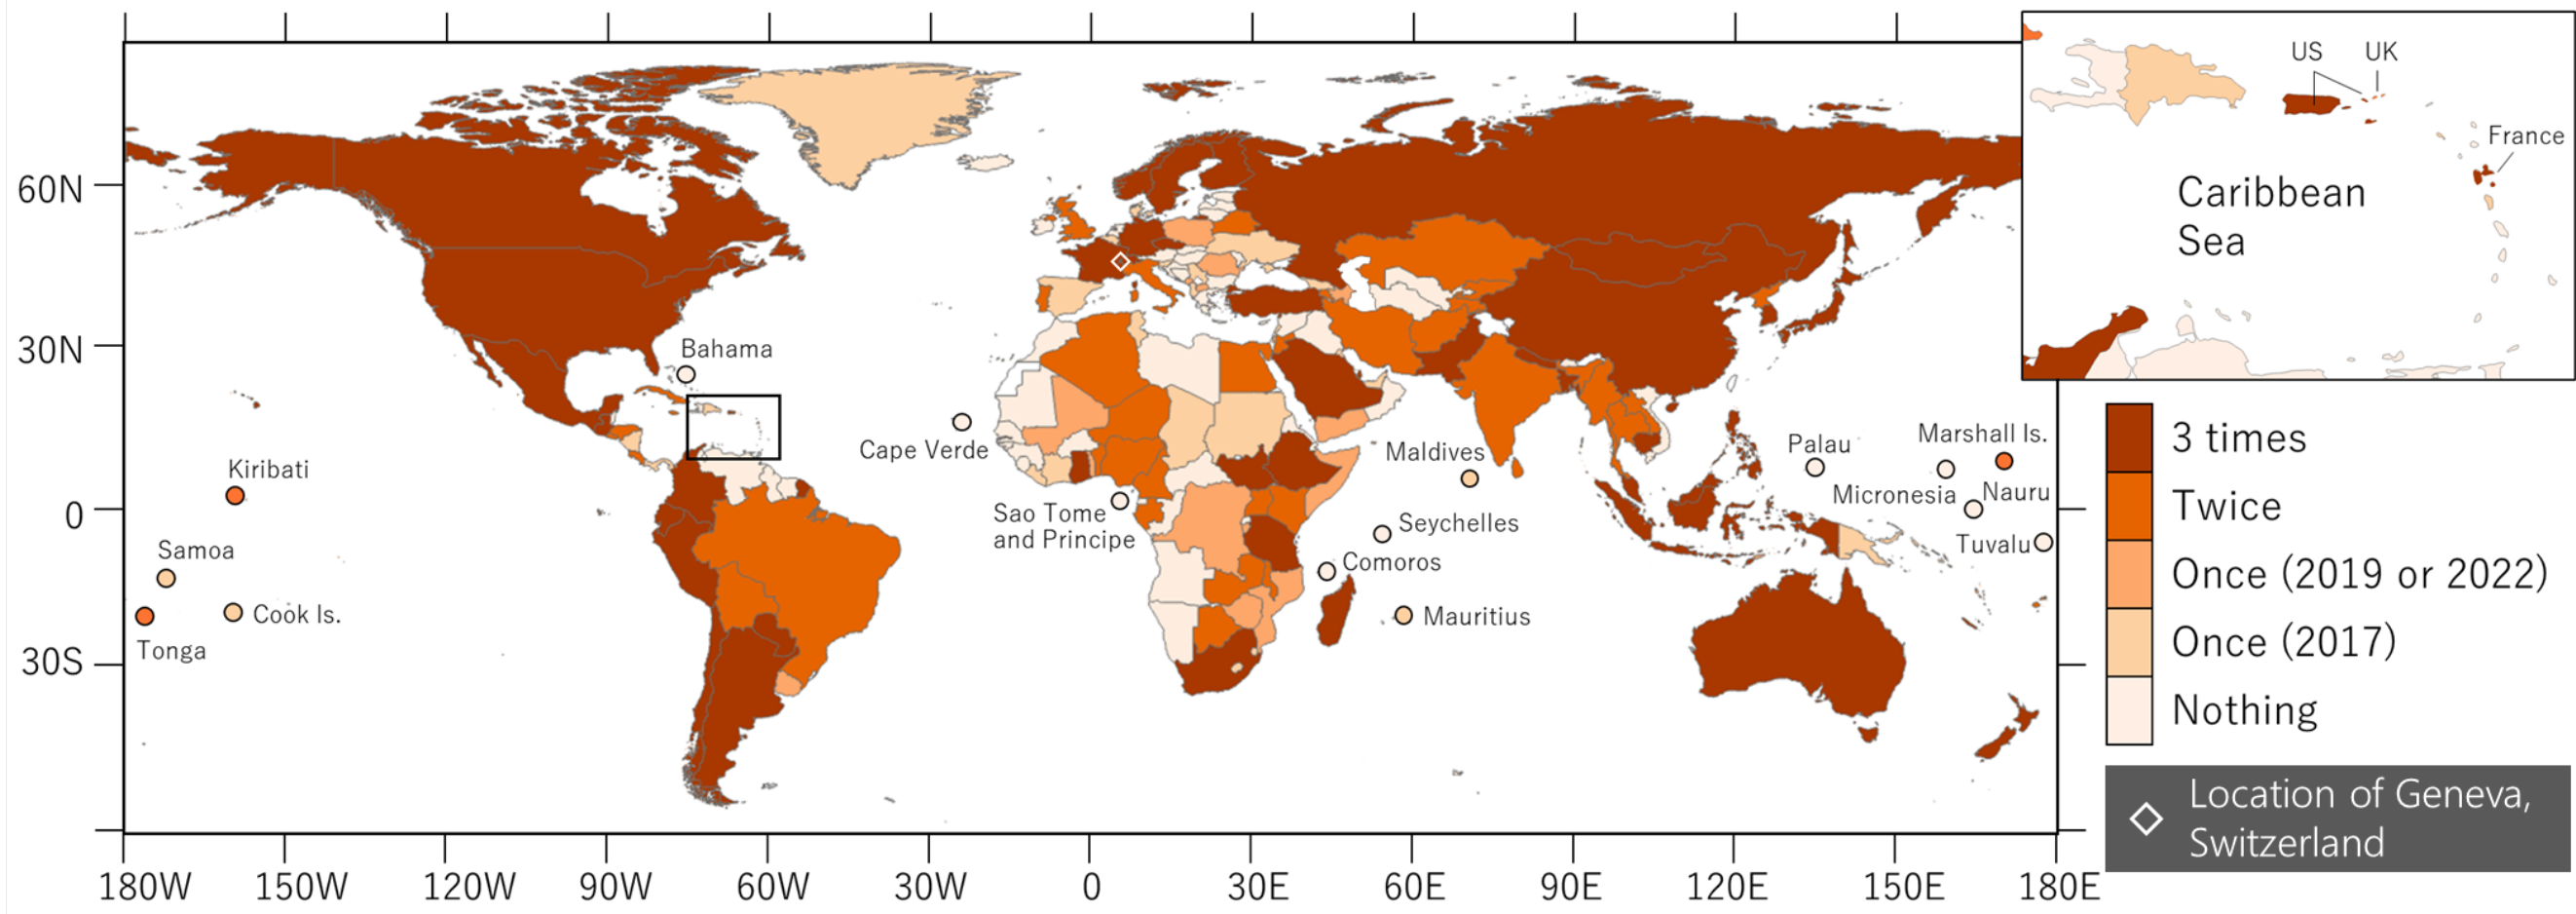 US UK
France
Caribbean
Sea
60N
30N
0
30S
Bahama
Kiribati
Samoa
Cook Is.
Tonga
Cape Verde
Sao Tome
and Principe
Maldives
Seychelles
Comoros
Mauritius
Palau
Marshall Is.
Micronesia
Nauru
Tuvalu
3 times
Twice
Once (2019 or 2022)
Once (2017)
Nothing
Location of Geneva,
Switzerland
180W 150W 120W 90W 60W 30W 0 30E 60E 90E 120E 150E 180E